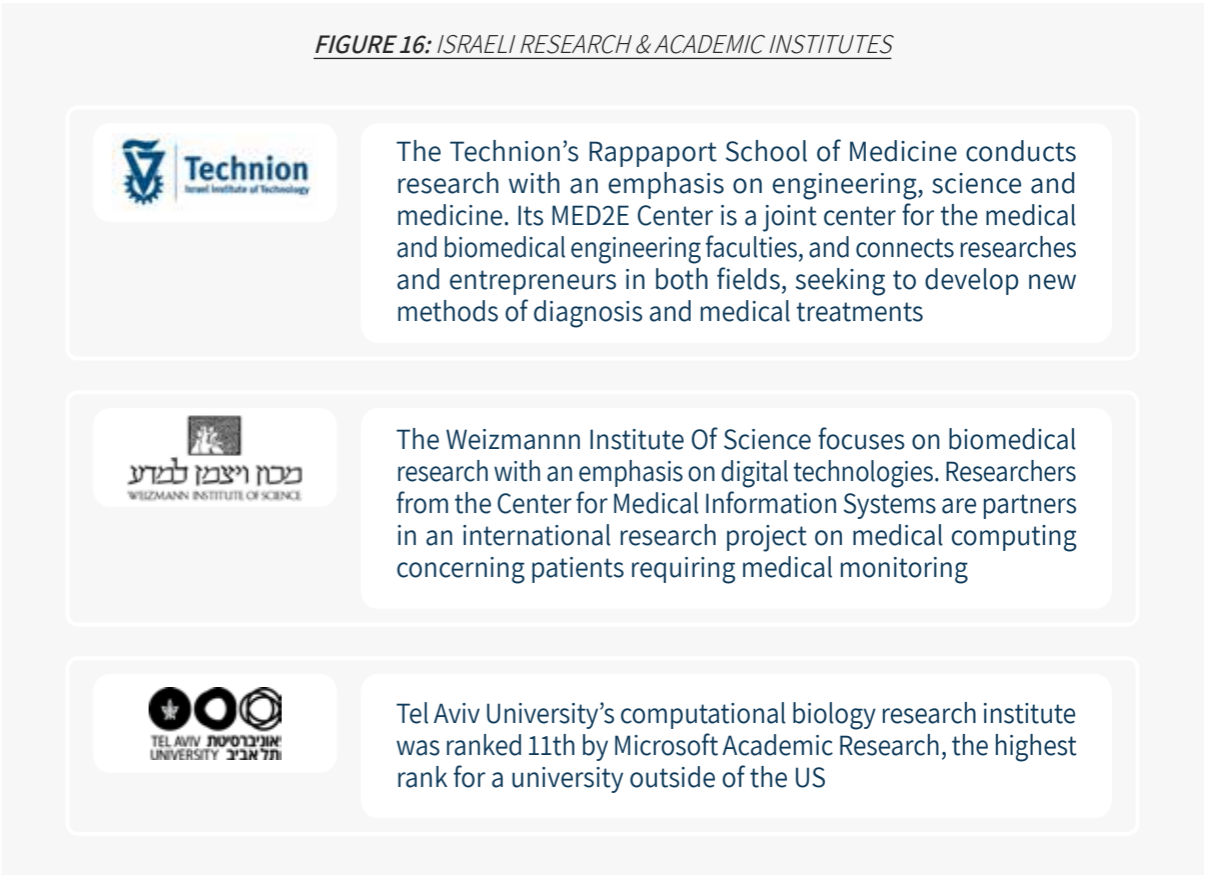 FIGURE 16: ISRAELI RESEARCH & ACADEMIC INSTITUTES
Technion
Israel Institute of Technology
The Technion’s Rappaport School of Medicine conducts
research with an emphasis on engineering, science and
medicine. Its MED2E Center is a joint center for the medical
and biomedical engineering faculties, and connects researches
and entrepreneurs in both fields, seeking to develop new
methods of diagnosis and medical treatments
מכון ויצמן למדע
WEIZMANN INSTITUTE OF SCIENCE
The Weizmannn Institute Of Science focuses on biomedical
research with an emphasis on digital technologies. Researchers
from the Center for Medical Information Systems are partners
in an international research project on medical computing
concerning patients requiring medical monitoring
TEL AVIV אוניברסיטת
UNIVERSITY תל אביב
Tel Aviv University’s computational biology research institute
was ranked 11th by Microsoft Academic Research, the highest
rank for a university outside of the US